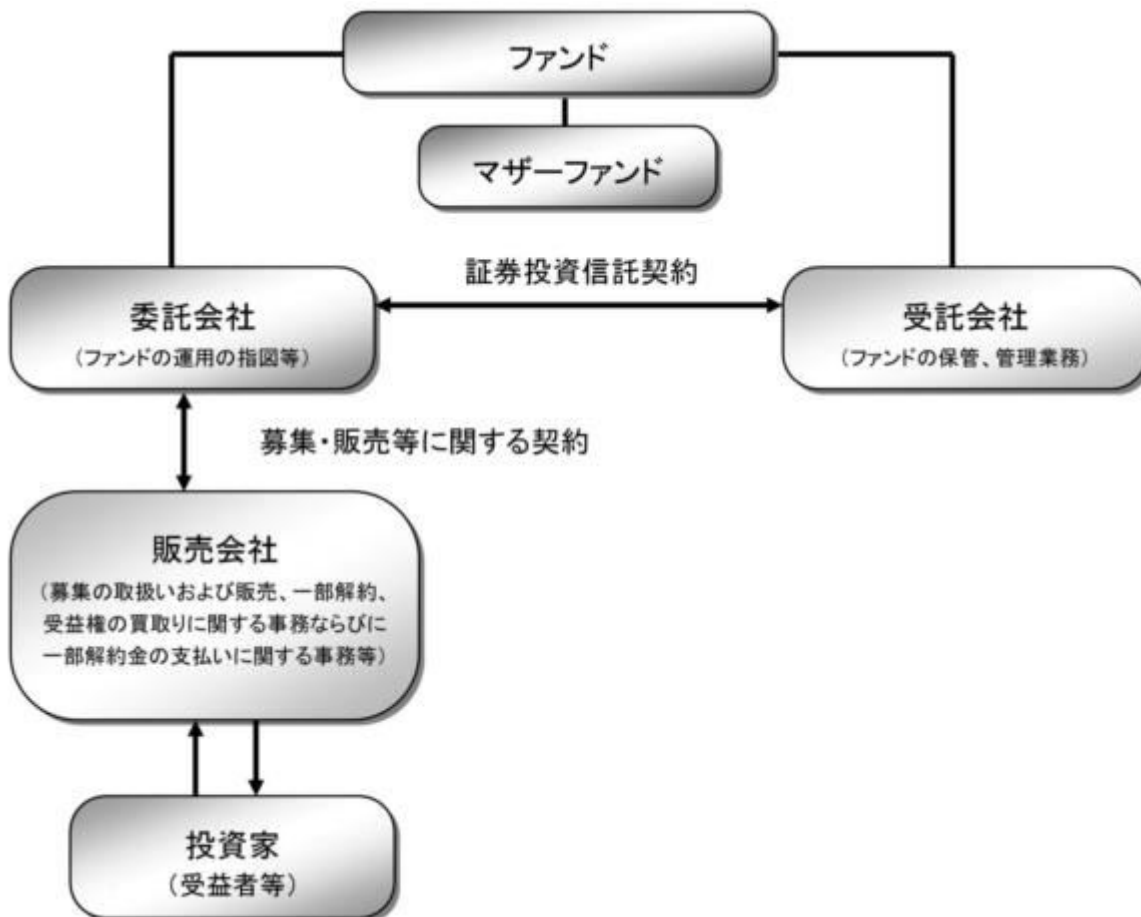 ファンド
マザーファンド
証券投資信託契約
委託会社
(ファンドの運用の指図等)
受託会社
(ファンドの保管、管理業務)
募集・販売等に関する契約
販売会社
(募集の取扱いおよび販売、一部解約、
受益権の買取りに関する事務ならびに
一部解約金の支払いに関する事務等)
投資家
(受益者等)